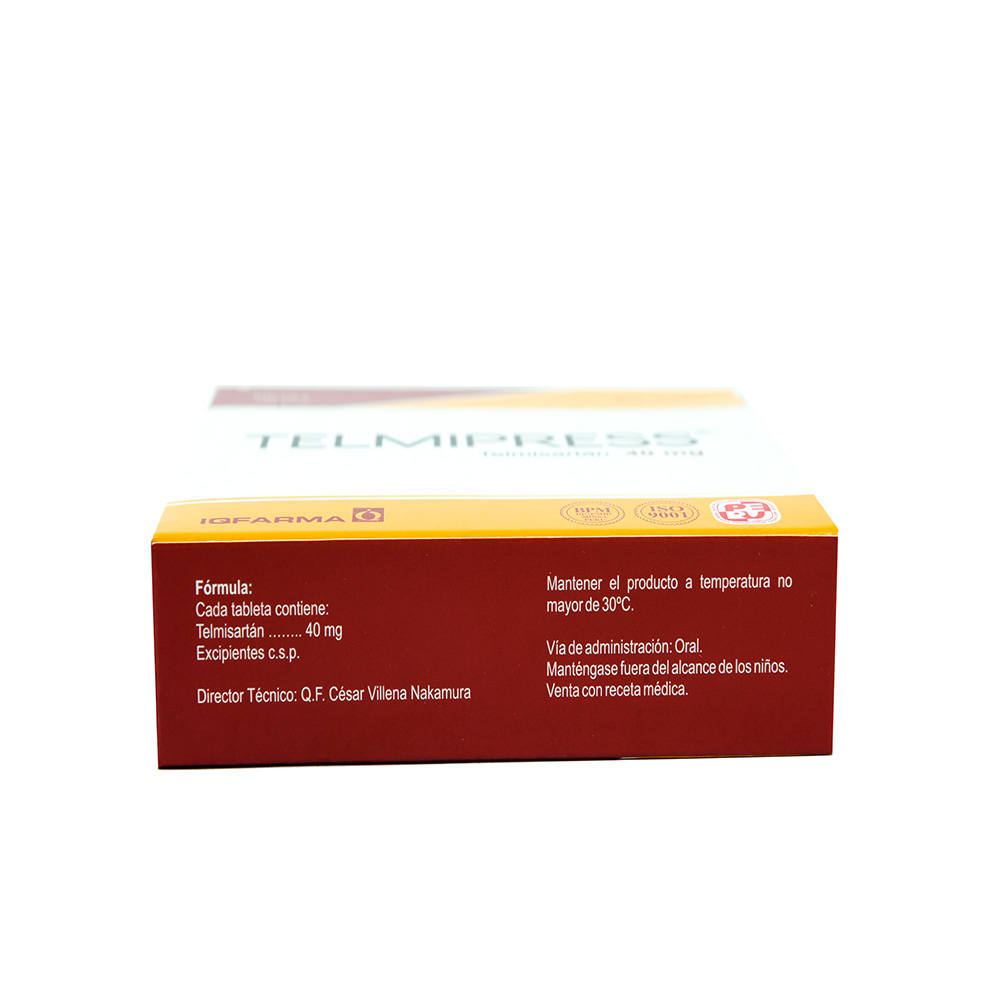 TELMIPRESS®
Telmisartán 40 mg
IQFARMA
BPM
ISO
9001
PERU
Fórmula:
Cada tableta contiene:
Telmisartán ........ 40 mg
Excipientes c.s.p.
Director Técnico: Q.F. César Villena Nakamura
Mantener el producto a temperatura no
mayor de 30ºC.
Vía de administración: Oral.
Manténgase fuera del alcance de los niños.
Venta con receta médica.